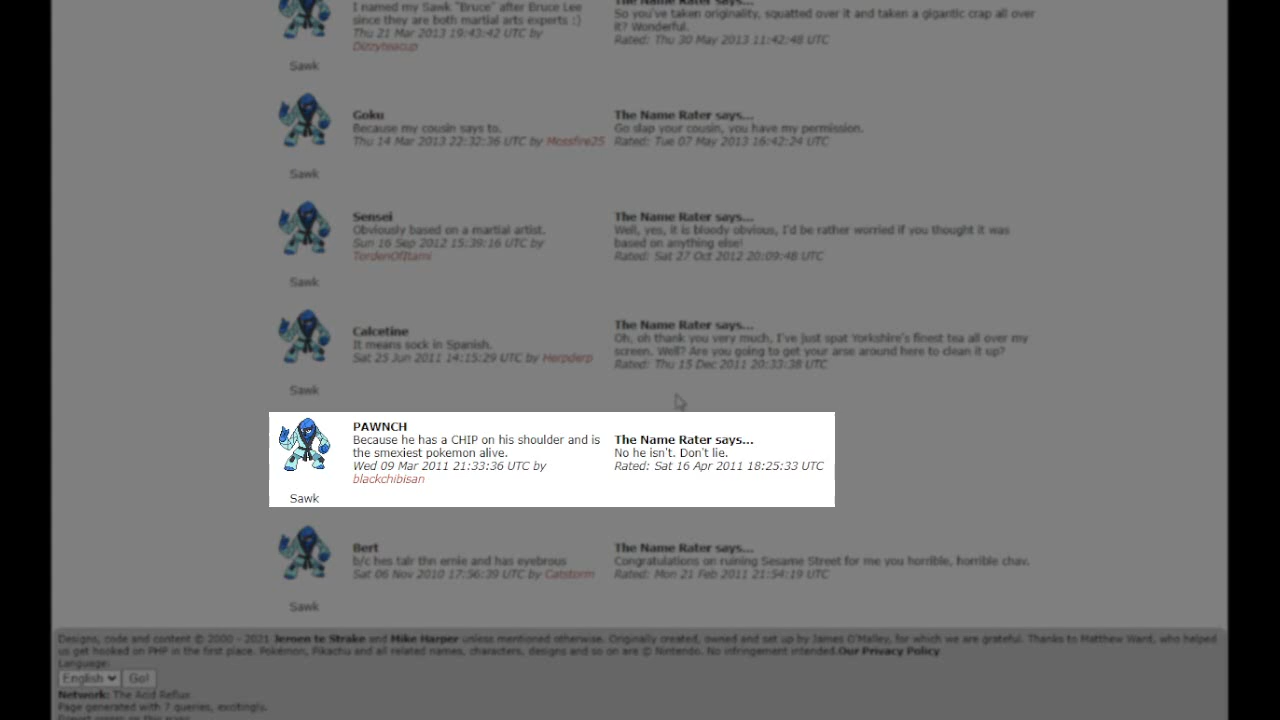 I named my Sawk "Bruce" after Bruce Lee
since they are both martial arts experts :)
Thu 21 Mar 2013 19:43:42 UTC by
Dizzyteacup
Sawk
The Name Rater says...
So you've taken originality, squatted over it and taken a gigantic crap all over
it? Wonderful.
Rated: Thu 30 May 2013 11:42:48 UTC
Goku
Because my cousin says to.
Thu 14 Mar 2013 22:32:36 UTC by Mossfire25
Sawk
The Name Rater says...
Go slap your cousin, you have my permission.
Rated: Tue 07 May 2013 16:42:24 UTC
Sensei
Obviously based on a martial artist.
Sun 16 Sep 2012 15:39:16 UTC by
TordenOfItami
Sawk
The Name Rater says...
Well, yes, it is bloody obvious, I'd be rather worried if you thought it was
based on anything else!
Rated: Sat 27 Oct 2012 20:09:48 UTC
Calcetine
It means sock in Spanish.
Sat 25 Jun 2011 14:15:29 UTC by Herpderp
Sawk
The Name Rater says...
Oh, oh thank you very much, I've just spat Yorkshire's finest tea all over my
screen. Well? Are you going to get your arse around here to clean it up?
Rated: Thu 15 Dec 2011 20:33:38 UTC
PAWNCH
Because he has a CHIP on his shoulder and is
the smexiest pokemon alive.
Wed 09 Mar 2011 21:33:36 UTC by
blackchibisan
Sawk
The Name Rater says...
No he isn't. Don't lie.
Rated: Sat 16 Apr 2011 18:25:33 UTC
Bert
b/c hes talr thn ernie and has eyebrous
Sat 06 Nov 2010 17:56:39 UTC by Catstorm
Sawk
The Name Rater says...
Congratulations on ruining Sesame Street for me you horrible, horrible chav.
Rated: Mon 21 Feb 2011 21:54:19 UTC
Designs, code and content © 2000 - 2021 Jeroen te Strake and Mike Harper unless mentioned otherwise. Originally created, owned and set up by James O'Malley, for which we are grateful. Thanks to Matthew Ward, who helped
us get hooked on PHP in the first place. Pokémon, Pikachu and all related names, characters, designs and so on are © Nintendo. No infringement intended.Our Privacy Policy
Language:
English Go!
Network: The Acid Reflux
Page generated with 7 queries, excitingly.